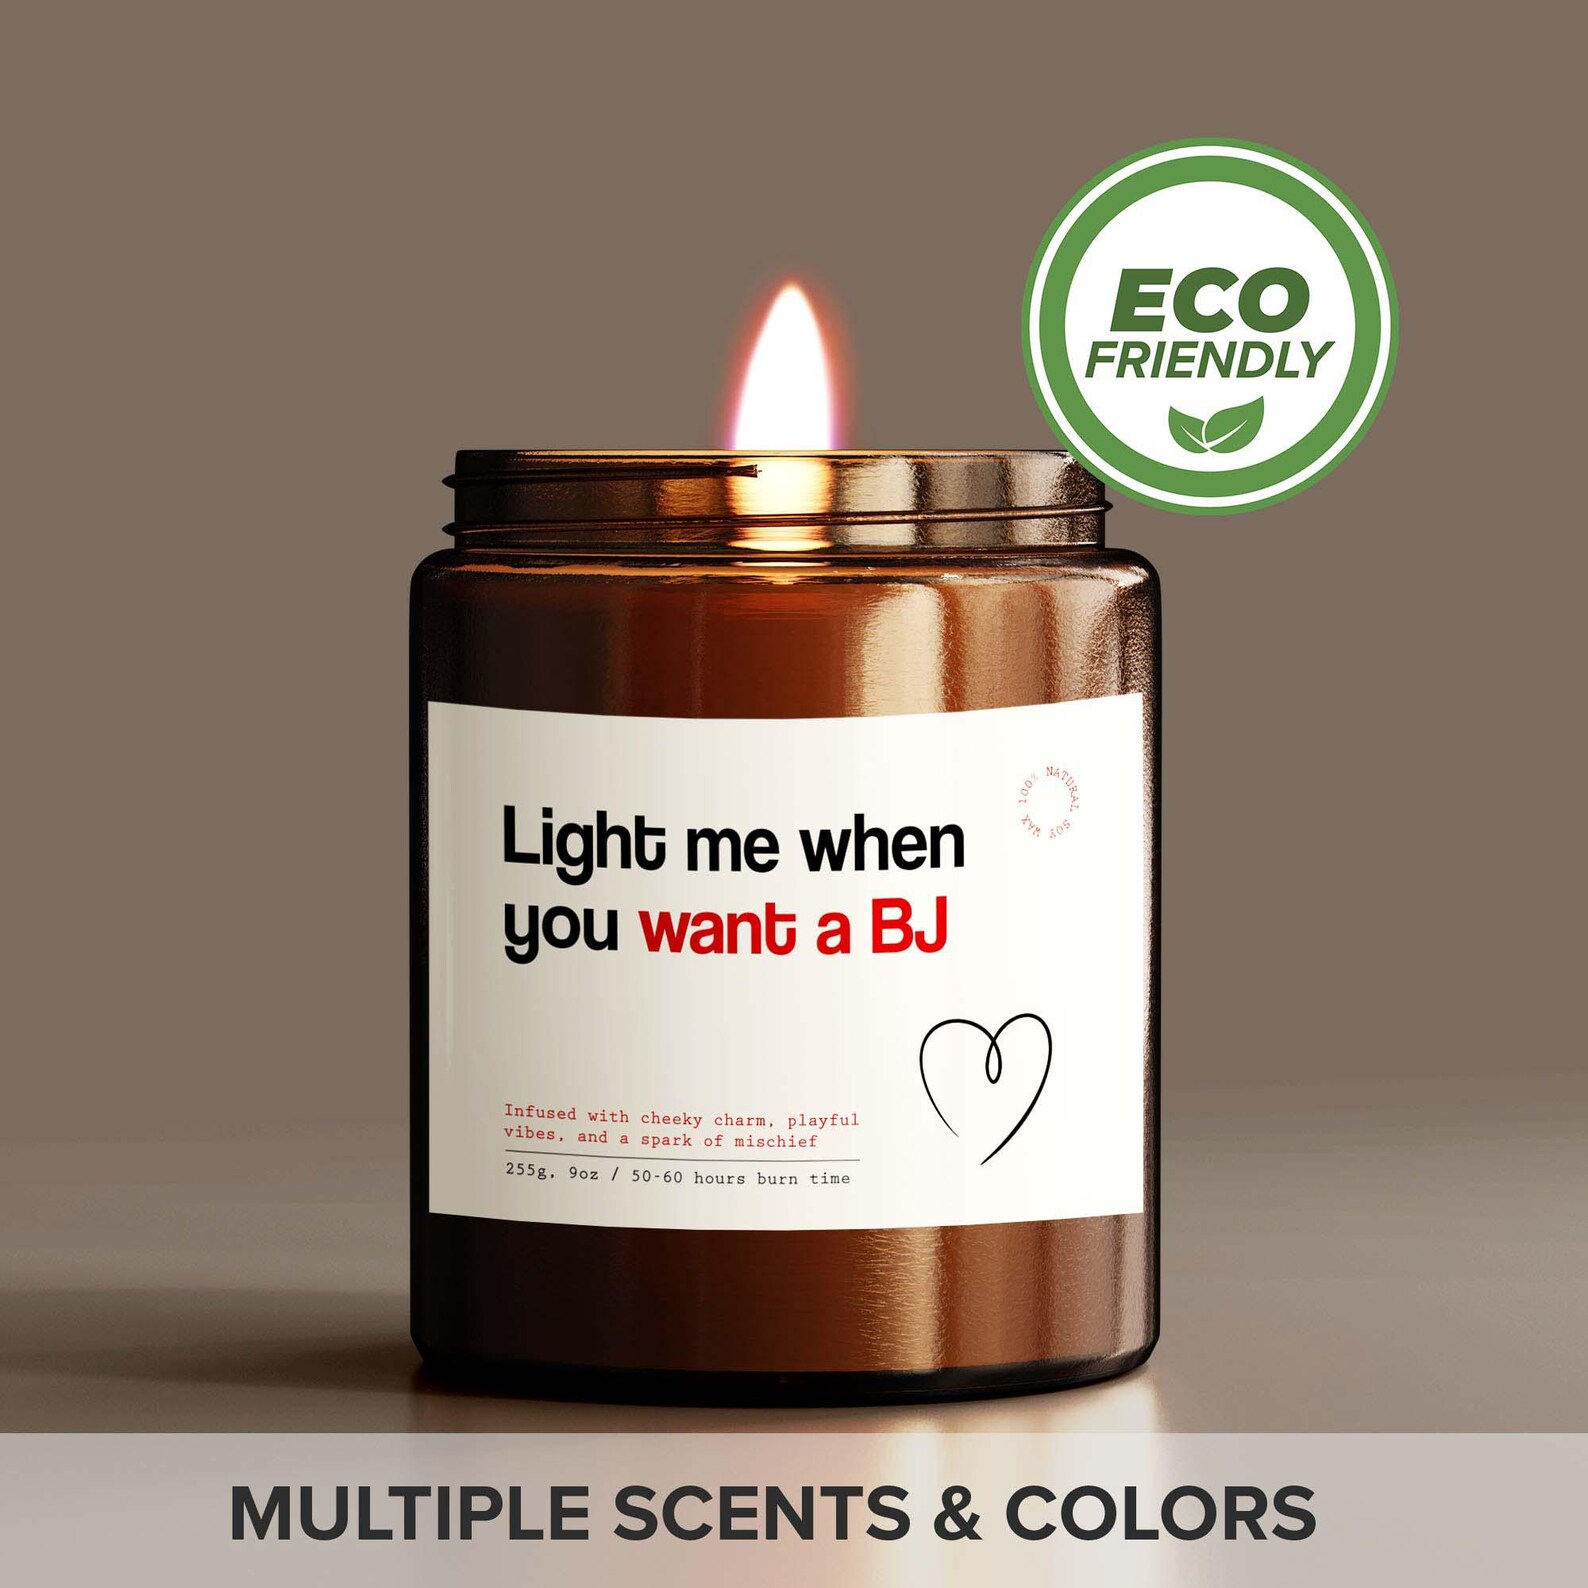 ECO
FRIENDLY
100% NATURAL SOY WAX
Light me when
you want a BJ
Infused with cheeky charm, playful
vibes, and a spark of mischief
255g, 9oz / 50-60 hours burn time
MULTIPLE SCENTS & COLORS